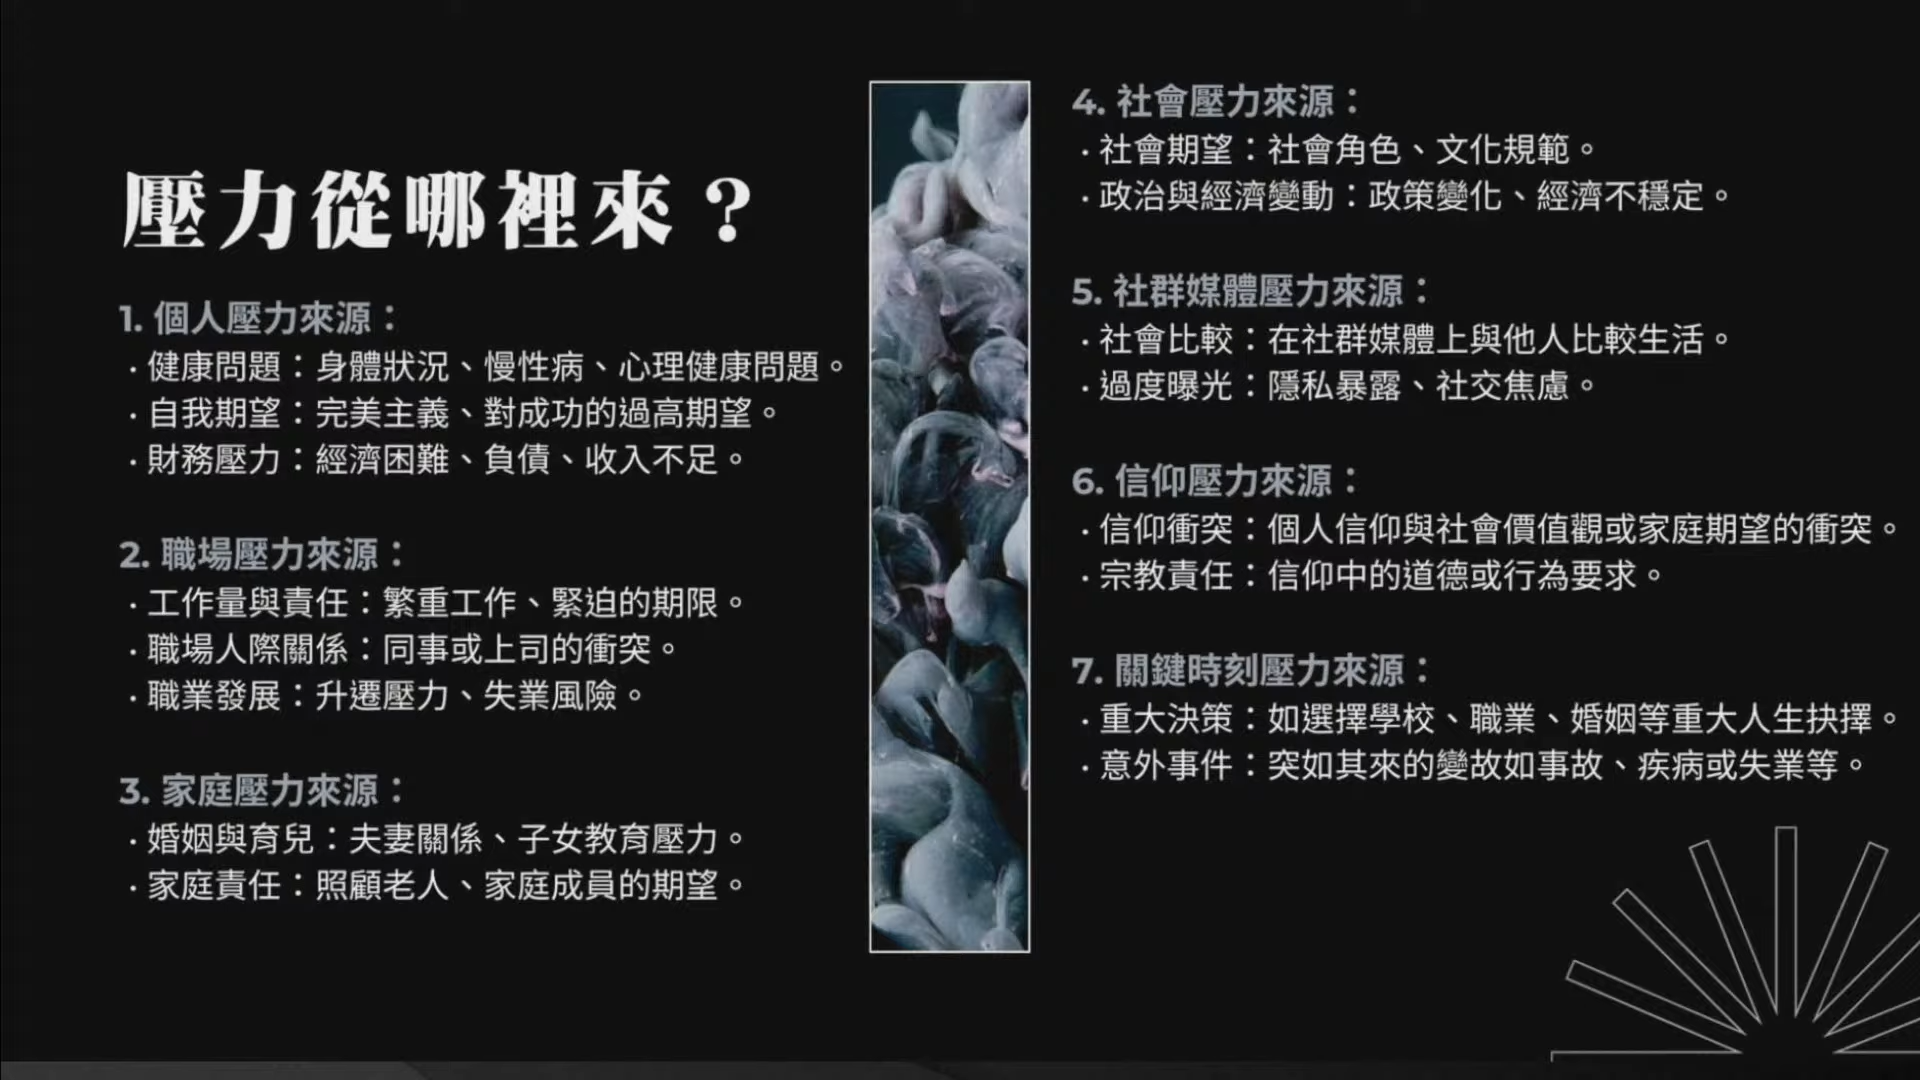 壓力從哪裡來？
1. 個人壓力來源：
· 健康問題：身體狀況、慢性病、心理健康問題。
· 自我期望：完美主義、對成功的過高期望。
· 財務壓力：經濟困難、負債、收入不足。
2. 職場壓力來源：
· 工作量與責任：繁重工作、緊迫的期限。
· 職場人際關係：同事或上司的衝突。
· 職業發展：升遷壓力、失業風險。
3. 家庭壓力來源：
· 婚姻與育兒：夫妻關係、子女教育壓力。
· 家庭責任：照顧老人、家庭成員的期望。
4. 社會壓力來源：
· 社會期望：社會角色、文化規範。
· 政治與經濟變動：政策變化、經濟不穩定。
5. 社群媒體壓力來源：
· 社會比較：在社群媒體上與他人比較生活。
· 過度曝光：隱私暴露、社交焦慮。
6. 信仰壓力來源：
· 信仰衝突：個人信仰與社會價值觀或家庭期望的衝突。
· 宗教責任：信仰中的道德或行為要求。
7. 關鍵時刻壓力來源：
· 重大決策：如選擇學校、職業、婚姻等重大人生抉擇。
· 意外事件：突如其來的變故如事故、疾病或失業等。